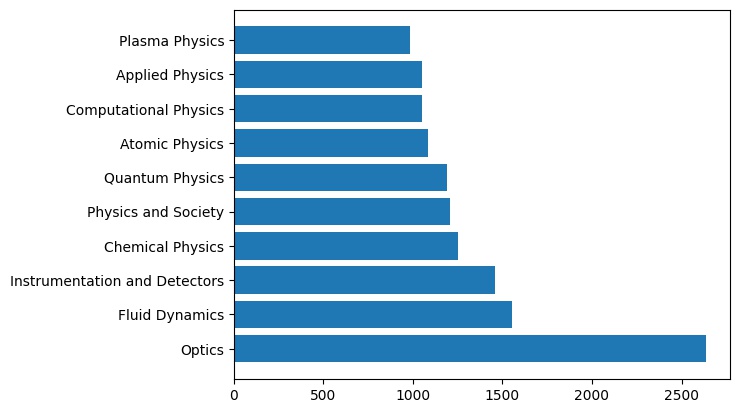 Plasma Physics
Applied Physics
Computational Physics
Atomic Physics
Quantum Physics
Physics and Society
Chemical Physics
Instrumentation and Detectors
Fluid Dynamics
Optics
0 500 1000 1500 2000 2500